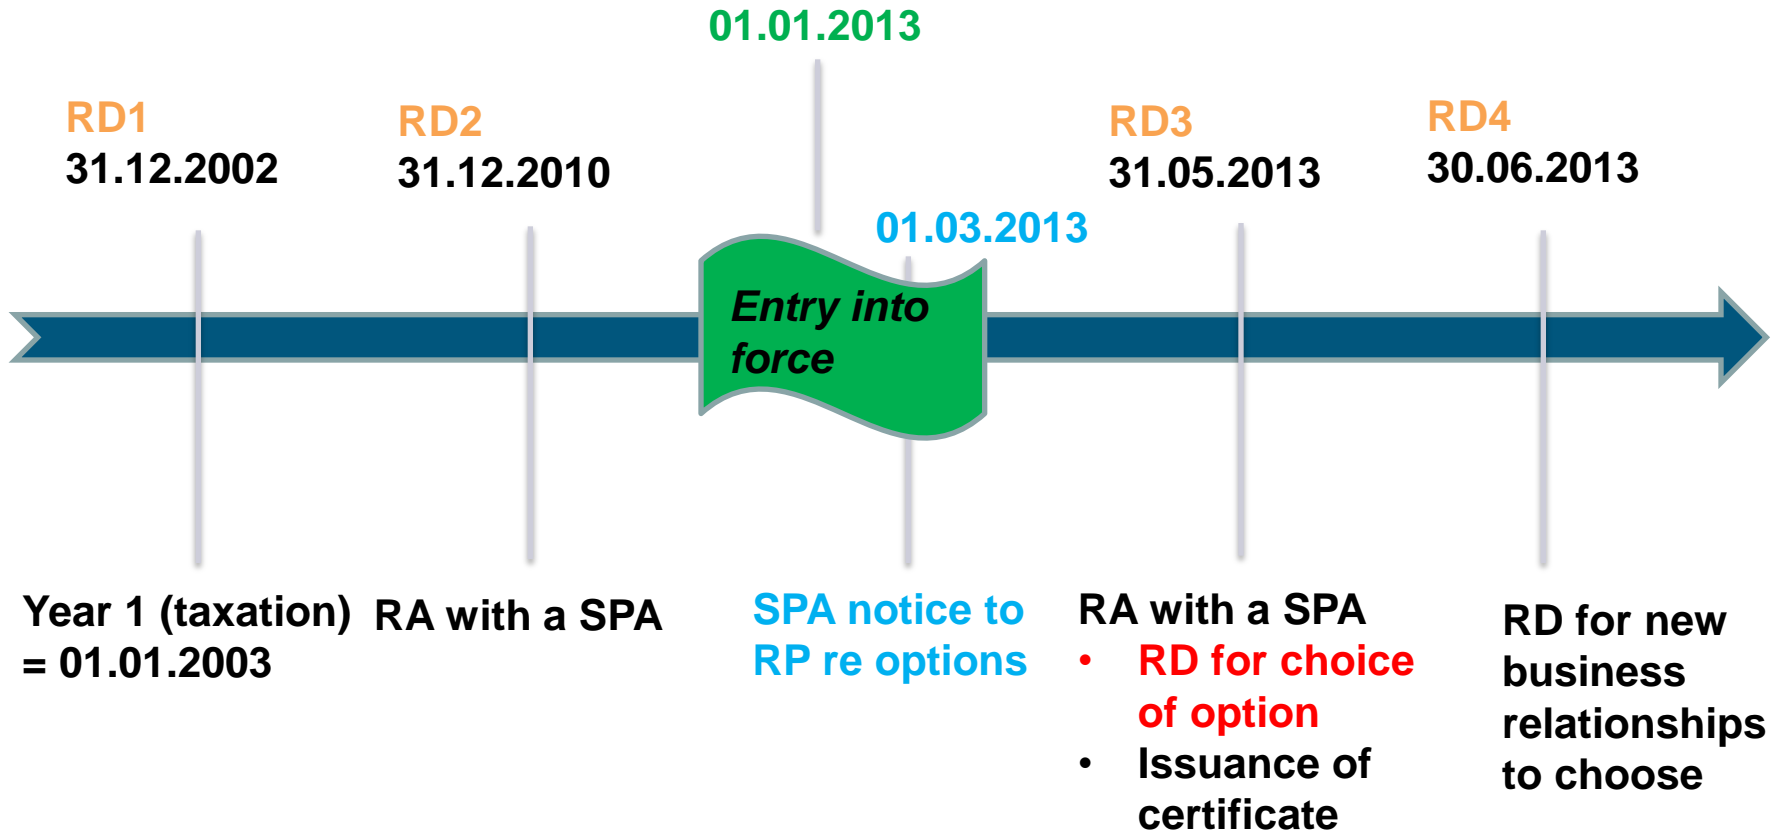 01.01.2013
RD1
31.12.2002
RD2
31.12.2010
RD3
31.05.2013
RD4
30.06.2013
01.03.2013
Entry into
force
Year 1 (taxation)
= 01.01.2003
RA with a SPA
SPA notice to
RP re options
RA with a SPA
• RD for choice
of option
• Issuance of
certificate
RD for new
business
relationships
to choose